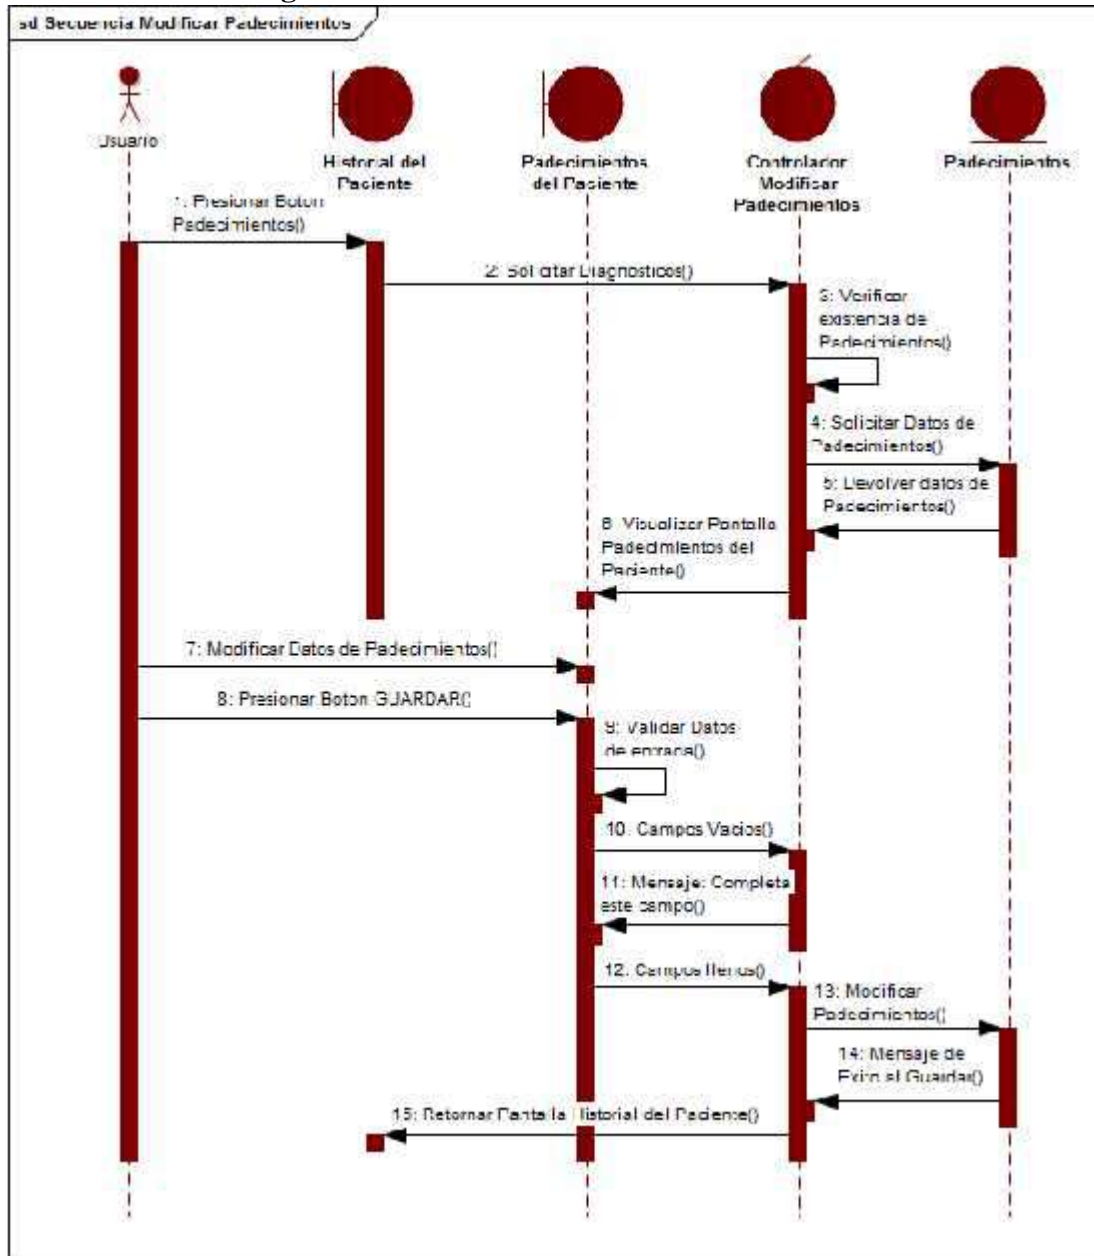 sd Secuencia Modificar Padecimientos
Usuario
Historial del
Paciente
Padecimientos
del Paciente
Controlador
Modificar
Padecimientos
Padecimientos
1: Presionar Boton
Padecimientos()
2: Solicitar Diagnosticos()
3: Verificar
existencia de
Padecimientos()
4: Solicitar Datos de
Padecimientos()
5: Devolver datos de
Padecimientos()
6: Visualizar Pantalla
Padecimientos del
Paciente()
7: Modificar Datos de Padecimientos()
8: Presionar Boton GUARDAR()
9: Validar Datos
de entrada()
10: Campos Vacios()
11: Mensaje: Completa
este campo()
12: Campos llenos()
13: Modificar
Padecimientos()
14: Mensaje de
Exito al Guardar()
15: Retornar Pantalla Historial del Paciente()